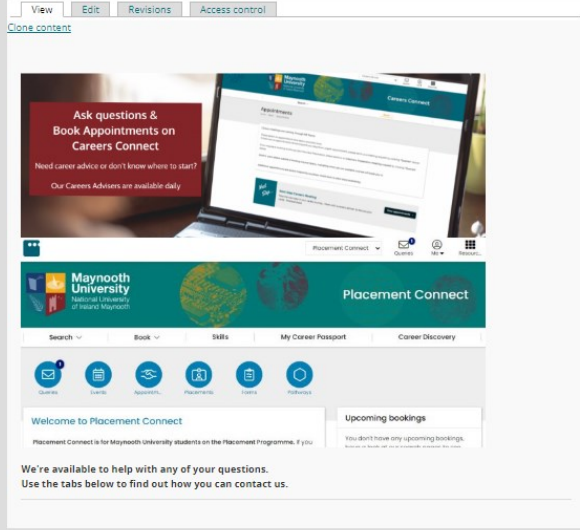 View Edit Revisions Access control
Clone content
Ask questions &
Book Appointments on
Careers Connect
Need career advice or don't know where to start?
Our Careers Advisers are available daily
Maynooth
University
Careers Connect
Appointments
Placement Connect
Queries Me Resourc...
Maynooth
University
National University
of Ireland Maynooth
Placement Connect
Search Book Skills My Career Passport Career Discovery
1
Queries Events Appointm... Placements Forms Pathways
Welcome to Placement Connect
Placement Connect is for Maynooth University students on the Placement Programme. If you
Upcoming bookings
You don't have any upcoming bookings,
We're available to help with any of your questions.
Use the tabs below to find out how you can contact us.